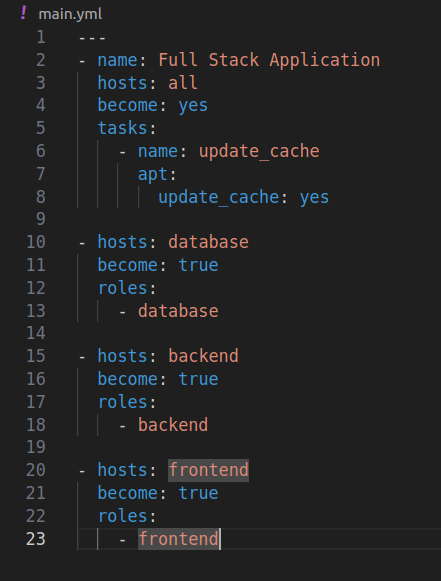 ! main.yml
1 ---
2 - name: Full Stack Application
3   hosts: all
4   become: yes
5   tasks:
6     - name: update_cache
7       apt:
8         update_cache: yes
9
10 - hosts: database
11   become: true
12   roles:
13     - database
14
15 - hosts: backend
16   become: true
17   roles:
18     - backend
19
20 - hosts: frontend
21   become: true
22   roles:
23     - frontend